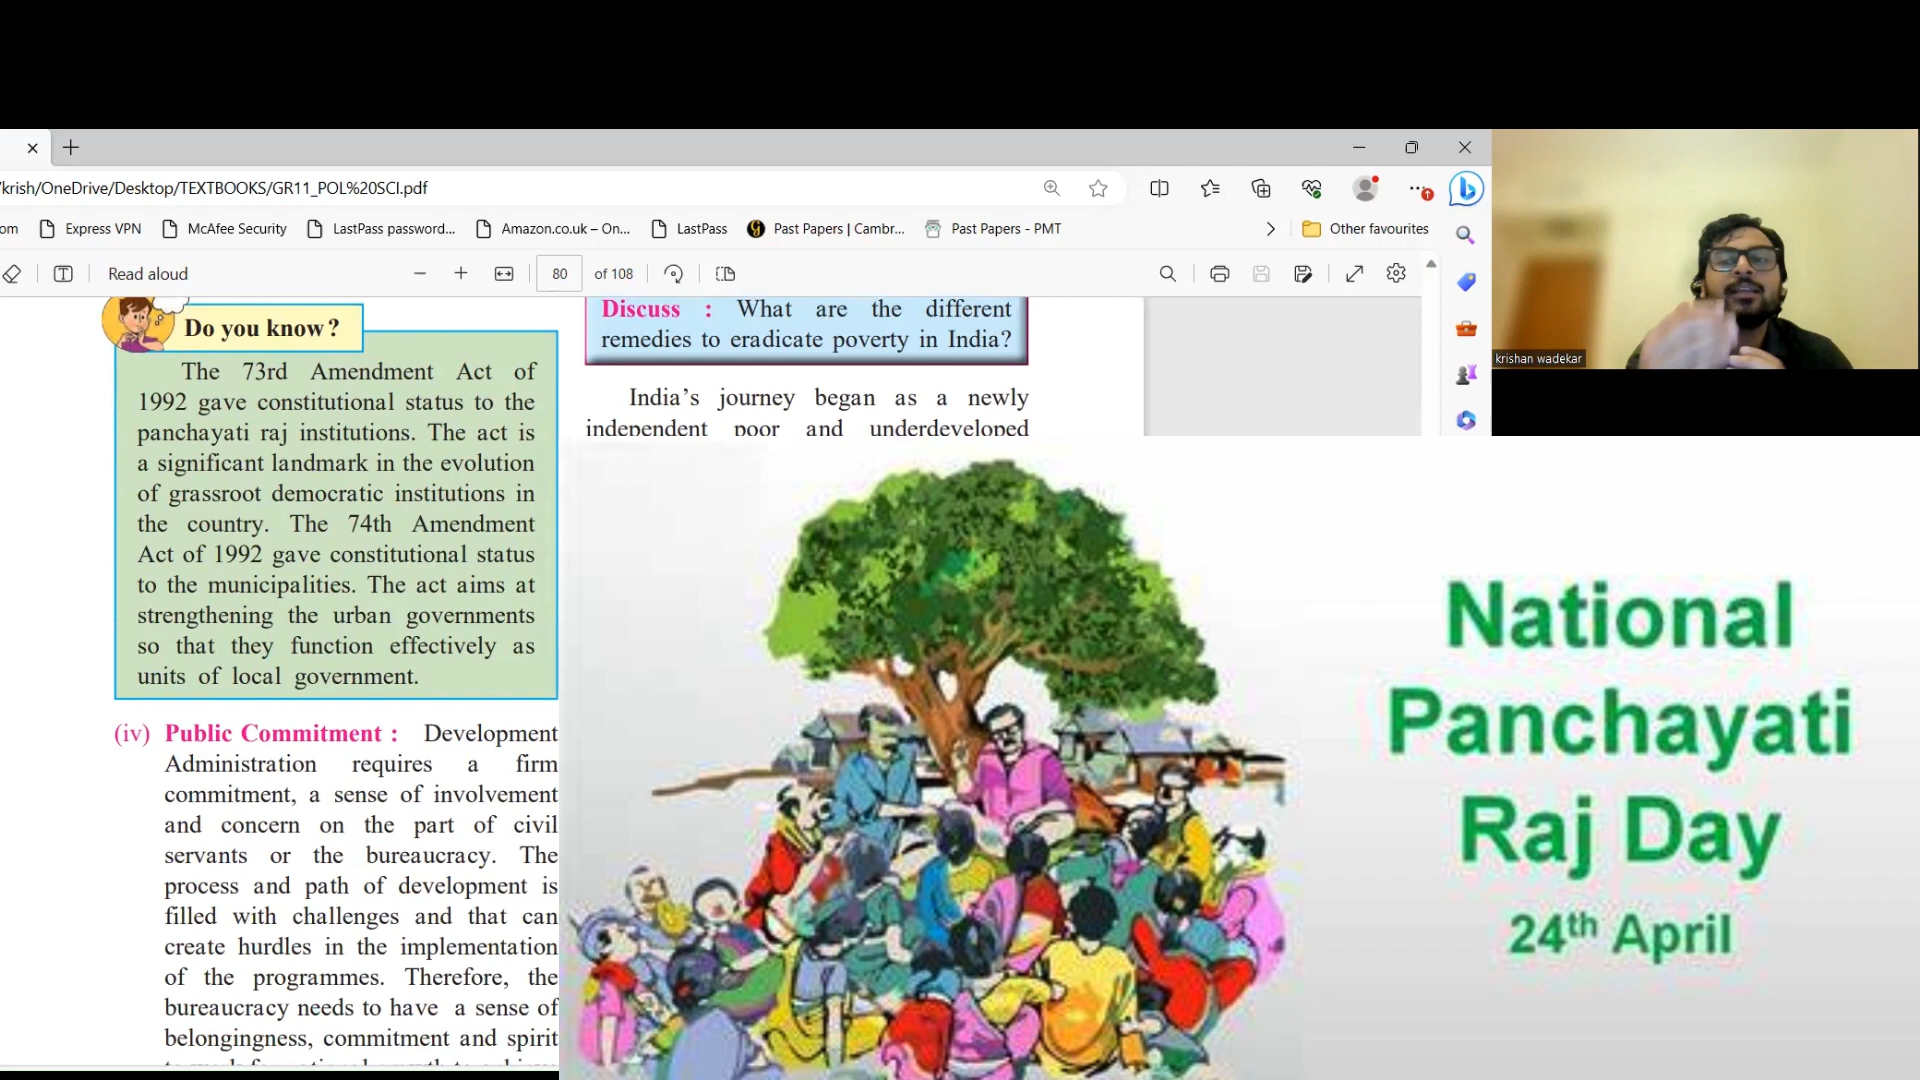 /krish/OneDrive/Desktop/TEXTBOOKS/GR11_POL%20SCI.pdf
om Express VPN McAfee Security LastPass password... Amazon.co.uk – On... LastPass Past Papers | Cambr... Past Papers - PMT Other favourites
Read aloud 80 of 108
Do you know?
The 73rd Amendment Act of
1992 gave constitutional status to the
panchayati raj institutions. The act is
a significant landmark in the evolution
of grassroot democratic institutions in
the country. The 74th Amendment
Act of 1992 gave constitutional status
to the municipalities. The act aims at
strengthening the urban governments
so that they function effectively as
units of local government.
(iv) Public Commitment : Development
Administration requires a firm
commitment, a sense of involvement
and concern on the part of civil
servants or the bureaucracy. The
process and path of development is
filled with challenges and that can
create hurdles in the implementation
of the programmes. Therefore, the
bureaucracy needs to have a sense of
belongingness, commitment and spirit
Discuss : What are the different
remedies to eradicate poverty in India?
India's journey began as a newly
independent poor and underdeveloped
krishan wadekar
National
Panchayati
Raj Day
24th April